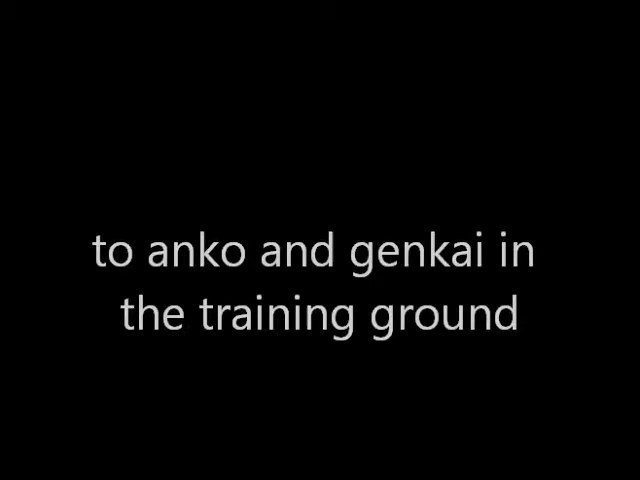 to anko and genkai in
the training ground